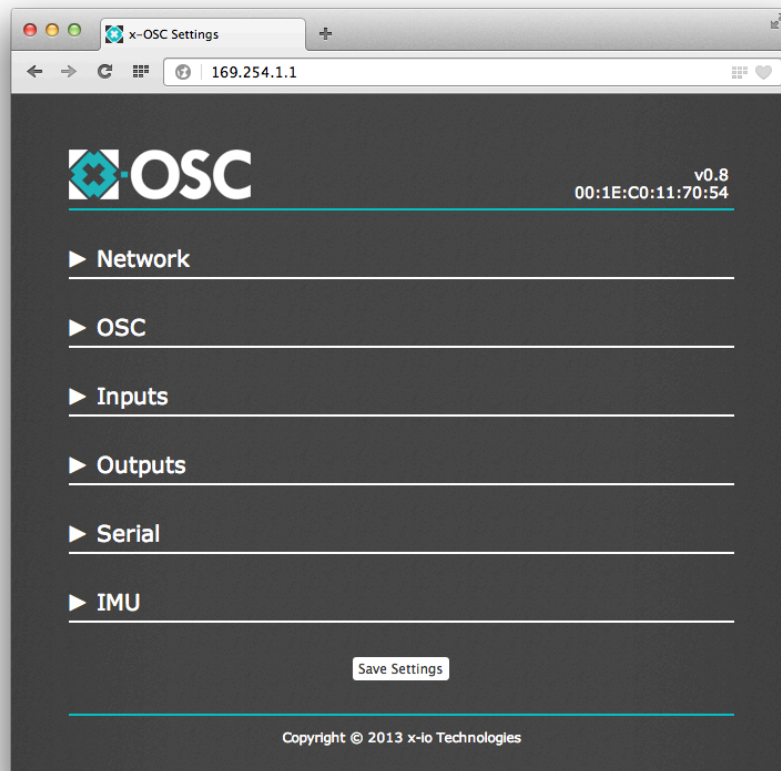 x-OSC Settings
169.254.1.1
x-OSC
v0.8
00:1E:C0:11:70:54
▶ Network
▶ OSC
▶ Inputs
▶ Outputs
▶ Serial
▶ IMU
Save Settings
Copyright © 2013 x-io Technologies